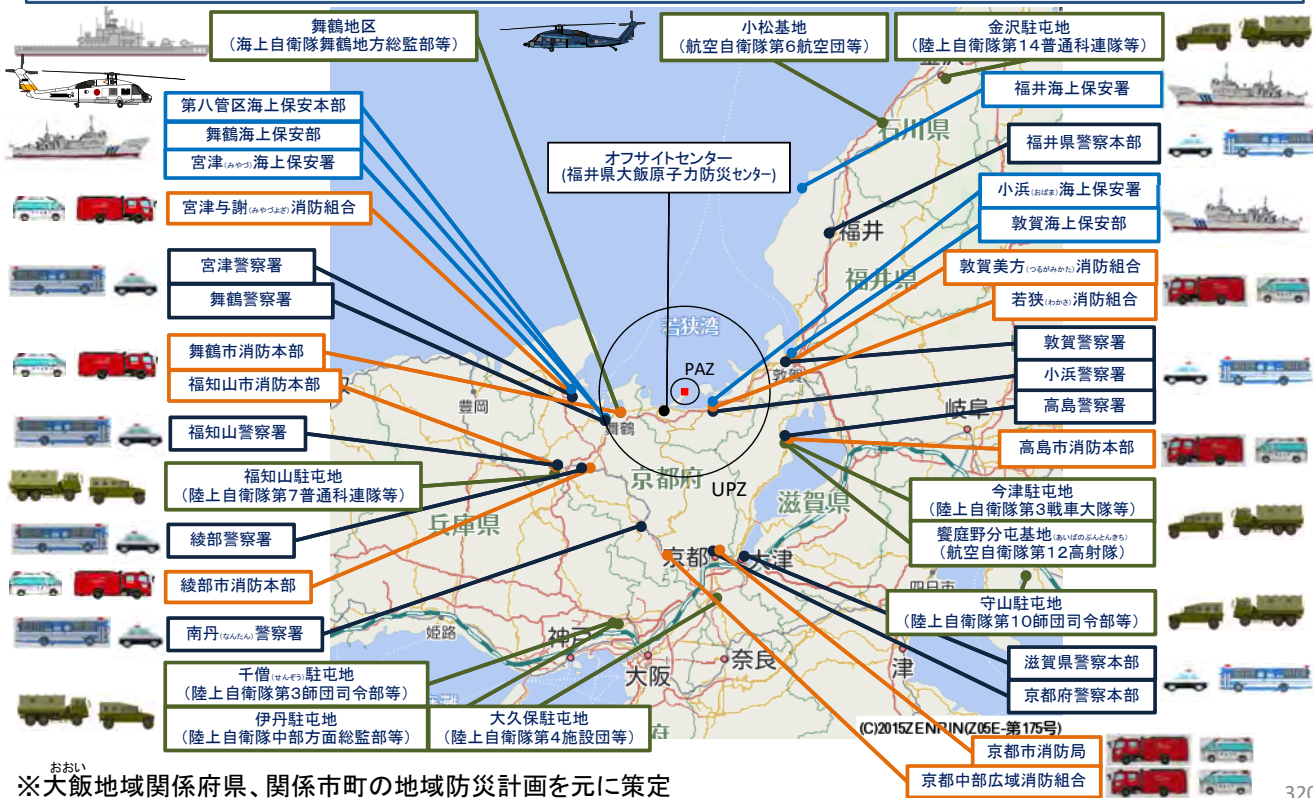 舞鶴地区
(海上自衛隊舞鶴地方総監部等)
小松基地
(航空自衛隊第6航空団等)
金沢駐屯地
(陸上自衛隊第14普通科連隊等)
第八管区海上保安本部
舞鶴海上保安部
宮津(みやづ)海上保安署
宮津与謝(みやづよざ)消防組合
宮津警察署
舞鶴警察署
舞鶴市消防本部
福知山市消防本部
福知山警察署
福知山駐屯地
(陸上自衛隊第7普通科連隊等)
綾部警察署
綾部市消防本部
南丹(なんたん)警察署
千僧(せんぞう)駐屯地
(陸上自衛隊第3師団司令部等)
伊丹駐屯地
(陸上自衛隊中部方面総監部等)
大久保駐屯地
(陸上自衛隊第4施設団等)
オフサイトセンター
(福井県大飯原子力防災センター)
福井海上保安署
福井県警察本部
小浜(おばま)海上保安署
敦賀海上保安部
敦賀美方(つるがみかた)消防組合
若狭(わかさ)消防組合
敦賀警察署
小浜警察署
高島警察署
高島市消防本部
今津駐屯地
(陸上自衛隊第3戦車大隊等)
饗庭野分屯基地(あいばのぶんとんきち)
(航空自衛隊第12高射隊)
守山駐屯地
(陸上自衛隊第10師団司令部等)
滋賀県警察本部
京都府警察本部
京都市消防局
京都中部広域消防組合
石川県
福井
福井県
若狭湾
PAZ
敦賀
豊岡
舞鶴
岐阜
京都府
UPZ
滋賀県
兵庫県
京都
大津
四日市
姫路
神戸
大阪
奈良
津
府
(C)2015ZENRIN(Z05E-第175号)
おおい
※大飯地域関係府県、関係市町の地域防災計画を元に策定
320